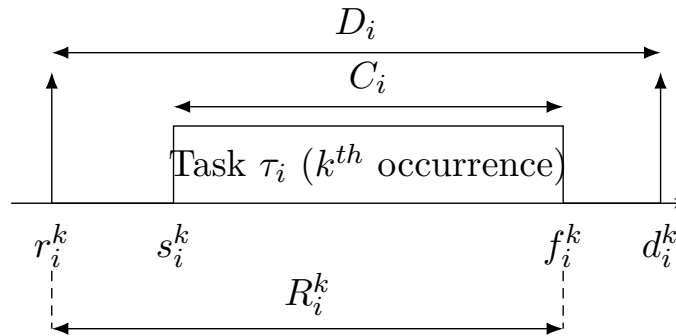 D_i
C_i
Task τ_i (k^{th} occurrence)
r_i^k s_i^k f_i^k d_i^k
R_i^k